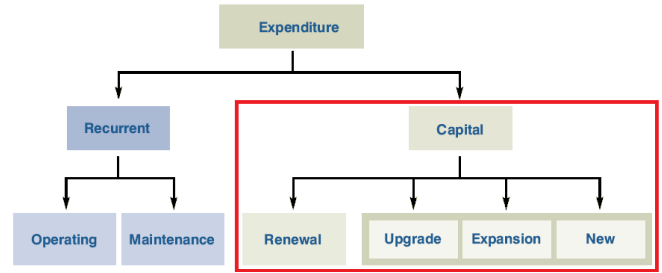 Expenditure
Recurrent
Capital
Operating
Maintenance
Renewal
Upgrade
Expansion
New